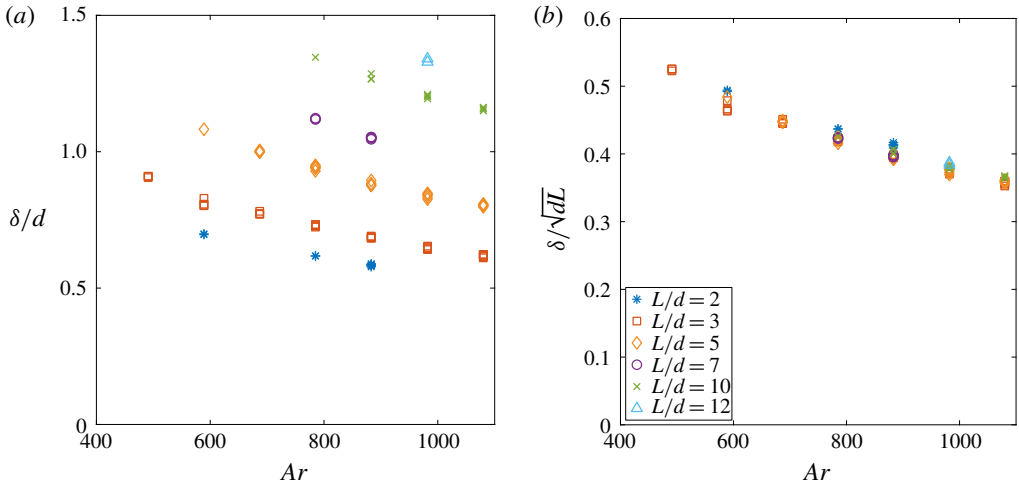 (a)
1.5
1.0
δ/d
0.5
0
400 600 800 1000
Ar
(b)
0.6
0.5
0.4
δ/√dL
0.3
0.2
0.1
0
L/d = 2
L/d = 3
L/d = 5
L/d = 7
L/d = 10
L/d = 12
400 600 800 1000
Ar